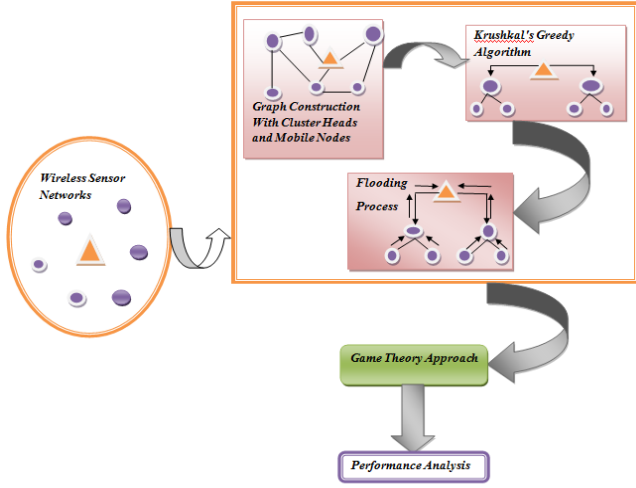 Wireless Sensor
Networks
Graph Construction
With Cluster Heads
and Mobile Nodes
Krushkal's Greedy
Algorithm
Flooding
Process
Game Theory Approach
Performance Analysis